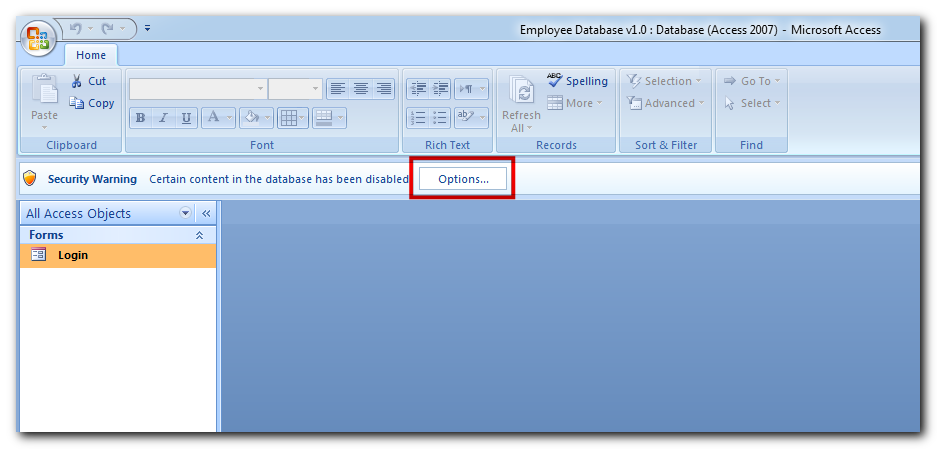 Employee Database v1.0 : Database (Access 2007) - Microsoft Access
Home
Paste
Cut
Copy
Clipboard
B I U A
Font
ab
Rich Text
Refresh
All
ABC
Spelling
More
Records
Selection
Advanced
Sort & Filter
Go To
Select
Find
Security Warning Certain content in the database has been disabled Options...
All Access Objects
Forms
Login